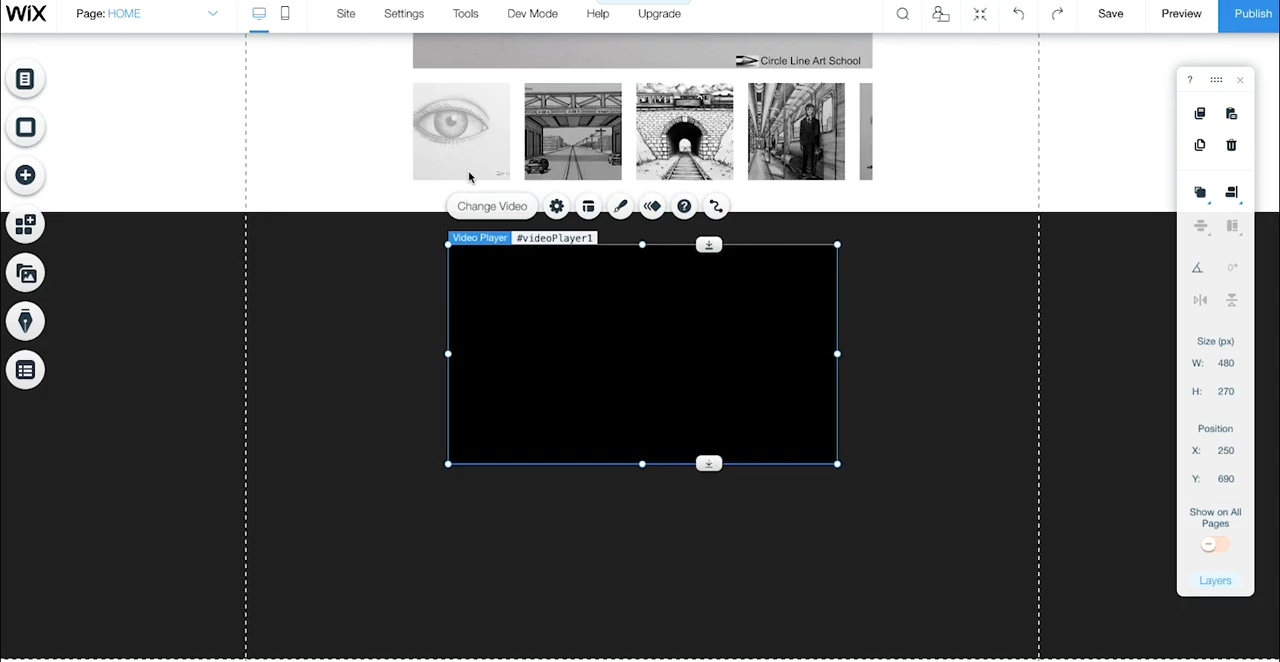 WiX Page: HOME Site Settings Tools Dev Mode Help Upgrade Save Preview Publish
Circle Line Art School
?
Change Video
?
Video Player #videoPlayer1
0°
Size (px)
W: 480
H: 270
Position
X: 250
Y: 690
Show on All
Pages
Layers